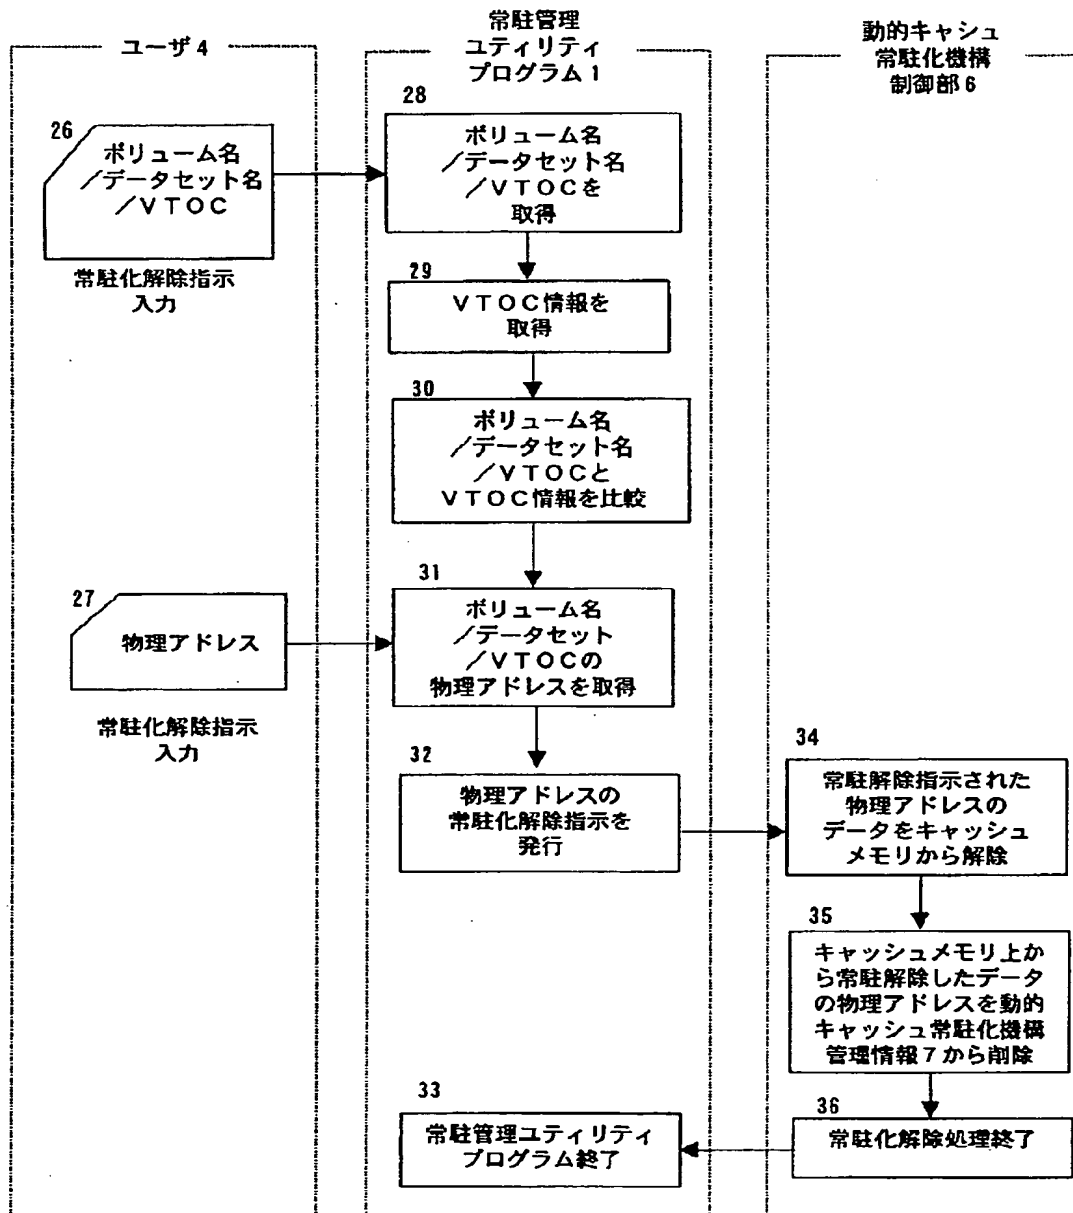 ユーザ4
常駐管理
ユティリティ
プログラム1
動的キャシュ
常駐化機構
制御部6
26
ボリューム名
/データセット名
/VTOC
常駐化解除指示
入力
28
ボリューム名
/データセット名
/VTOCを
取得
29
VTOC情報を
取得
30
ボリューム名
/データセット名
/VTOCと
VTOC情報を比較
27
物理アドレス
常駐化解除指示
入力
31
ボリューム名
/データセット
/VTOCの
物理アドレスを取得
32
物理アドレスの
常駐化解除指示を
発行
34
常駐解除指示された
物理アドレスの
データをキャッシュ
メモリから解除
35
キャッシュメモリ上か
ら常駐解除したデータ
の物理アドレスを動的
キャッシュ常駐化機構
管理情報7から削除
36
常駐化解除処理終了
33
常駐管理ユティリティ
プログラム終了